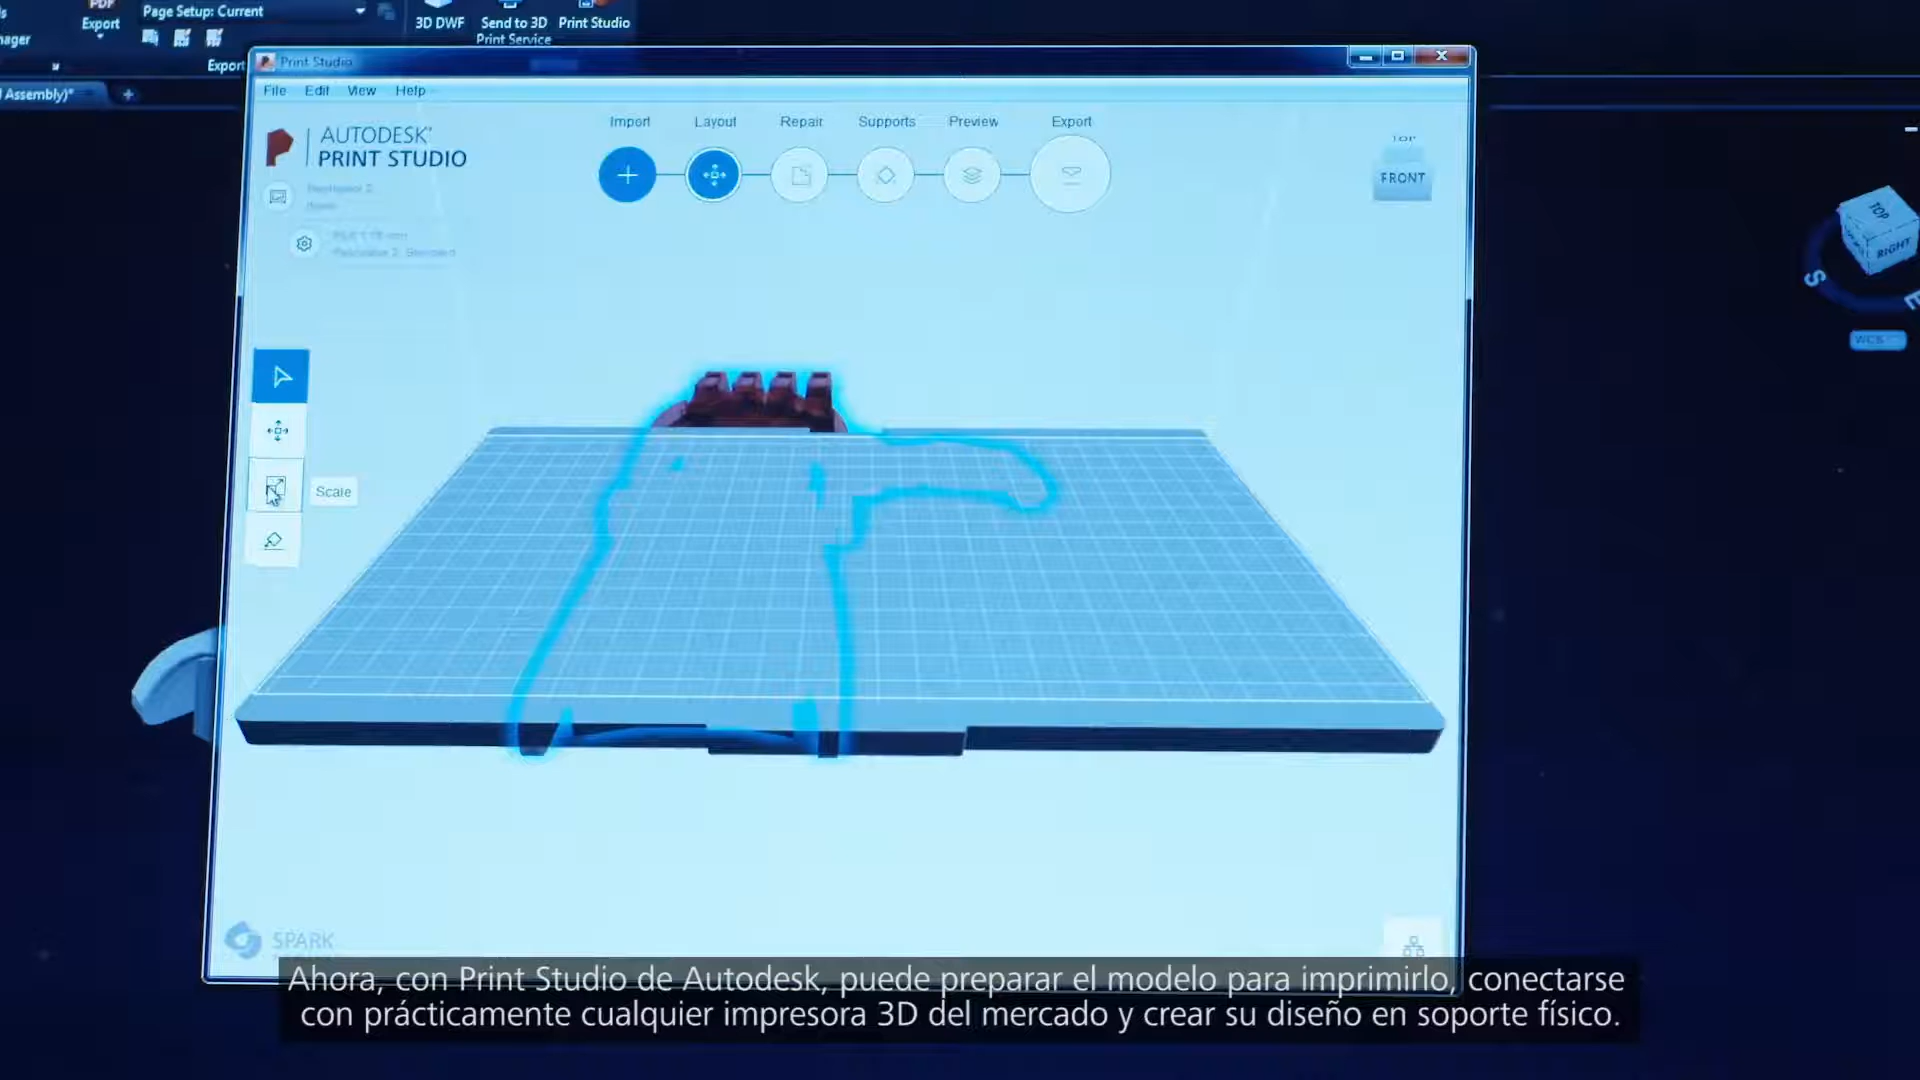 PDF
Export
Page Setup: Current
3D DWF
Send to 3D
Print Service
Print Studio
Export
Assembly)*
Print Studio
File Edit View Help
AUTODESK
PRINT STUDIO
Import Layout Repair Supports Preview Export
TOP
FRONT
TOP
RIGHT
S
E
WCS
Scale
SPARK
Ahora, con Print Studio de Autodesk, puede preparar el modelo para imprimirlo, conectarse
con prácticamente cualquier impresora 3D del mercado y crear su diseño en soporte físico.